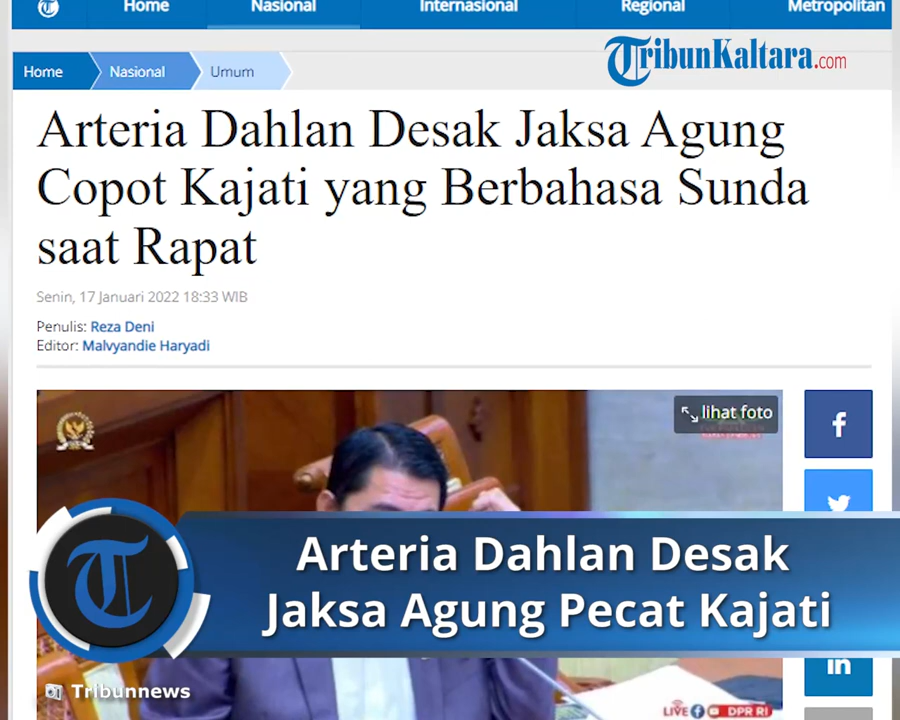 Home
Nasional
Internasional
Regional
Metropolitan
Home
Nasional
Umum
TribunKaltara.com
Arteria Dahlan Desak Jaksa Agung
Copot Kajati yang Berbahasa Sunda
saat Rapat
Senin, 17 Januari 2022 18:33 WIB
Penulis: Reza Deni
Editor: Malvyandie Haryadi
lihat foto
f
Arteria Dahlan Desak
Jaksa Agung Pecat Kajati
T
in
Tribunnews
LIVE
DPR RI